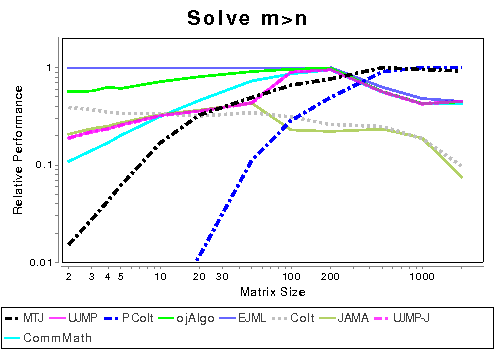 Solve m>n
Relative Performance
1
0.1
0.01
2 3 4 5 10 20 30 100 200 1000
Matrix Size
MTJ UJMP PColt ojAlgo EJML Colt JAMA UJMP-J
CommMath